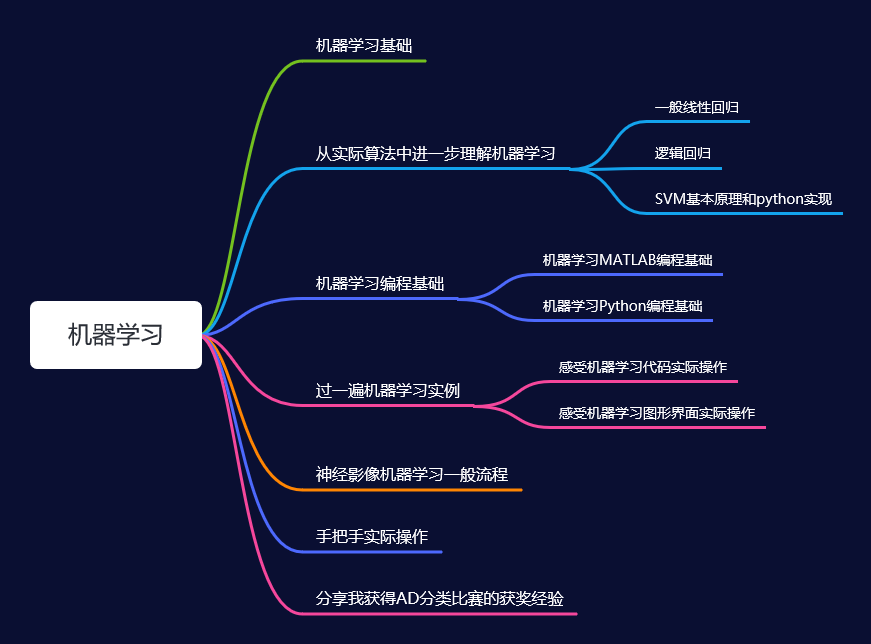 机器学习
机器学习基础
从实际算法中进一步理解机器学习
一般线性回归
逻辑回归
SVM基本原理和python实现
机器学习编程基础
机器学习MATLAB编程基础
机器学习Python编程基础
过一遍机器学习实例
感受机器学习代码实际操作
感受机器学习图形界面实际操作
神经影像机器学习一般流程
手把手实际操作
分享我获得AD分类比赛的获奖经验